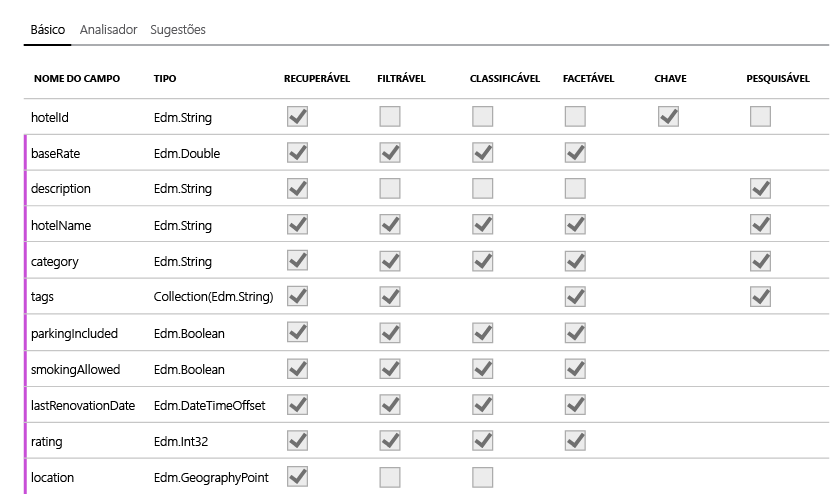 Básico Analisador Sugestões
NOME DO CAMPO TIPO RECUPERÁVEL FILTRÁVEL CLASSIFICÁVEL FACETÁVEL CHAVE PESQUISÁVEL
hotelId Edm.String
baseRate Edm.Double
description Edm.String
hotelName Edm.String
category Edm.String
tags Collection(Edm.String)
parkingIncluded Edm.Boolean
smokingAllowed Edm.Boolean
lastRenovationDate Edm.DateTimeOffset
rating Edm.Int32
location Edm.GeographyPoint